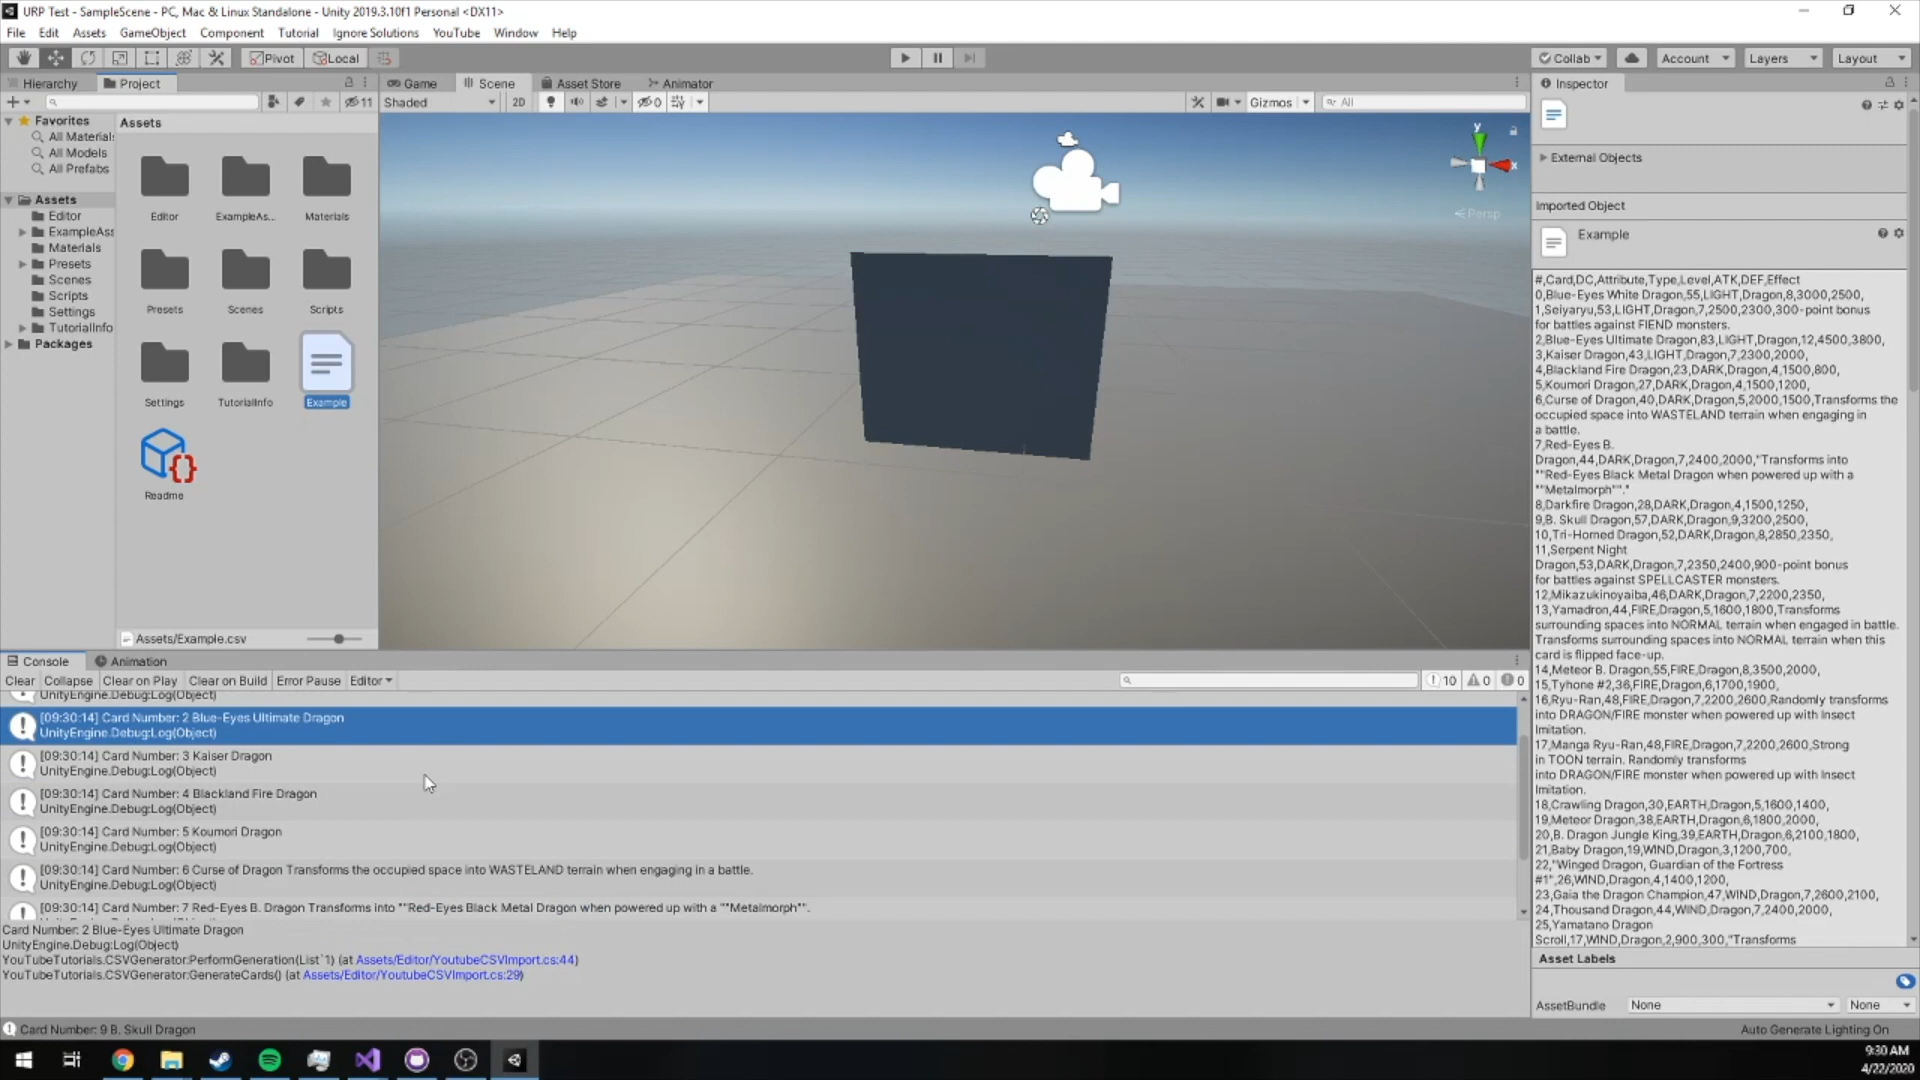 URP Test - SampleScene - PC, Mac & Linux Standalone - Unity 2019.3.10f1 Personal <DX11>
File Edit Assets GameObject Component Tutorial Ignore Solutions YouTube Window Help
Pivot Local Collab Account Layers Layout
Hierarchy Project Game Scene Asset Store Animator Inspector
11 Shaded 2D 0 Gizmos All
Favorites
All Material
All Models
All Prefabs
Assets
Editor
ExampleAss
Materials
Presets
Scenes
Scripts
Settings
TutorialInfo
Packages
Assets
Editor ExampleAs... Materials
Presets Scenes Scripts
Settings TutorialInfo Example
Readme
Assets/Example.csv
y
x
Persp
External Objects
Imported Object
Example
#,Card,DC,Attribute,Type,Level,ATK,DEF,Effect
0,Blue-Eyes White Dragon,55,LIGHT,Dragon,8,3000,2500,
1,Seiyaryu,53,LIGHT,Dragon,7,2500,2300,300-point bonus
for battles against FIEND monsters.
2,Blue-Eyes Ultimate Dragon,83,LIGHT,Dragon,12,4500,3800,
3,Kaiser Dragon,43,LIGHT,Dragon,7,2300,2000,
4,Blackland Fire Dragon,23,DARK,Dragon,4,1500,800,
5,Koumori Dragon,27,DARK,Dragon,4,1500,1200,
6,Curse of Dragon,40,DARK,Dragon,5,2000,1500,Transforms the
occupied space into WASTELAND terrain when engaging in
a battle.
7,Red-Eyes B.
Dragon,44,DARK,Dragon,7,2400,2000,"Transforms into
""Red-Eyes Black Metal Dragon when powered up with a
""Metalmorph""."
8,Darkfire Dragon,28,DARK,Dragon,4,1500,1250,
9,B. Skull Dragon,57,DARK,Dragon,9,3200,2500,
10,Tri-Horned Dragon,52,DARK,Dragon,8,2850,2350,
11,Serpent Night
Dragon,53,DARK,Dragon,7,2350,2400,900-point bonus
for battles against SPELLCASTER monsters.
12,Mikazukinoyaiba,46,DARK,Dragon,7,2200,2350,
13,Yamadron,44,FIRE,Dragon,5,1600,1800,Transforms
surrounding spaces into NORMAL terrain when engaged in battle.
Transforms surrounding spaces into NORMAL terrain when this
card is flipped face-up.
14,Meteor B. Dragon,55,FIRE,Dragon,8,3500,2000,
15,Tyhone #2,36,FIRE,Dragon,6,1700,1900,
16,Ryu-Ran,48,FIRE,Dragon,7,2200,2600,Randomly transforms
into DRAGON/FIRE monster when powered up with Insect
Imitation.
17,Manga Ryu-Ran,48,FIRE,Dragon,7,2200,2600,Strong
in TOON terrain. Randomly transforms
into DRAGON/FIRE monster when powered up with Insect
Imitation.
18,Crawling Dragon,30,EARTH,Dragon,5,1600,1400,
19,Meteor Dragon,38,EARTH,Dragon,6,1800,2000,
20,B. Dragon Jungle King,39,EARTH,Dragon,6,2100,1800,
21,Baby Dragon,19,WIND,Dragon,3,1200,700,
22,"Winged Dragon, Guardian of the Fortress
#1",26,WIND,Dragon,4,1400,1200,
23,Gaia the Dragon Champion,47,WIND,Dragon,7,2600,2100,
24,Thousand Dragon,44,WIND,Dragon,7,2400,2000,
25,Yamatano Dragon
Scroll,17,WIND,Dragon,2,900,300,"Transforms
Asset Labels
AssetBundle None None
Console Animation
Clear Collapse Clear on Play Clear on Build Error Pause Editor 10 0 0
UnityEngine.Debug:Log(Object)
[09:30:14] Card Number: 2 Blue-Eyes Ultimate Dragon
UnityEngine.Debug:Log(Object)
[09:30:14] Card Number: 3 Kaiser Dragon
UnityEngine.Debug:Log(Object)
[09:30:14] Card Number: 4 Blackland Fire Dragon
UnityEngine.Debug:Log(Object)
[09:30:14] Card Number: 5 Koumori Dragon
UnityEngine.Debug:Log(Object)
[09:30:14] Card Number: 6 Curse of Dragon Transforms the occupied space into WASTELAND terrain when engaging in a battle.
UnityEngine.Debug:Log(Object)
[09:30:14] Card Number: 7 Red-Eyes B. Dragon Transforms into ""Red-Eyes Black Metal Dragon when powered up with a ""Metalmorph"".
Card Number: 2 Blue-Eyes Ultimate Dragon
UnityEngine.Debug:Log(Object)
YouTubeTutorials.CSVGenerator:PerformGeneration(List`1) (at Assets/Editor/YoutubeCSVImport.cs:44)
YouTubeTutorials.CSVGenerator:GenerateCards() (at Assets/Editor/YoutubeCSVImport.cs:29)
Card Number: 9 B. Skull Dragon
Auto Generate Lighting On
9:30 AM
4/22/2020